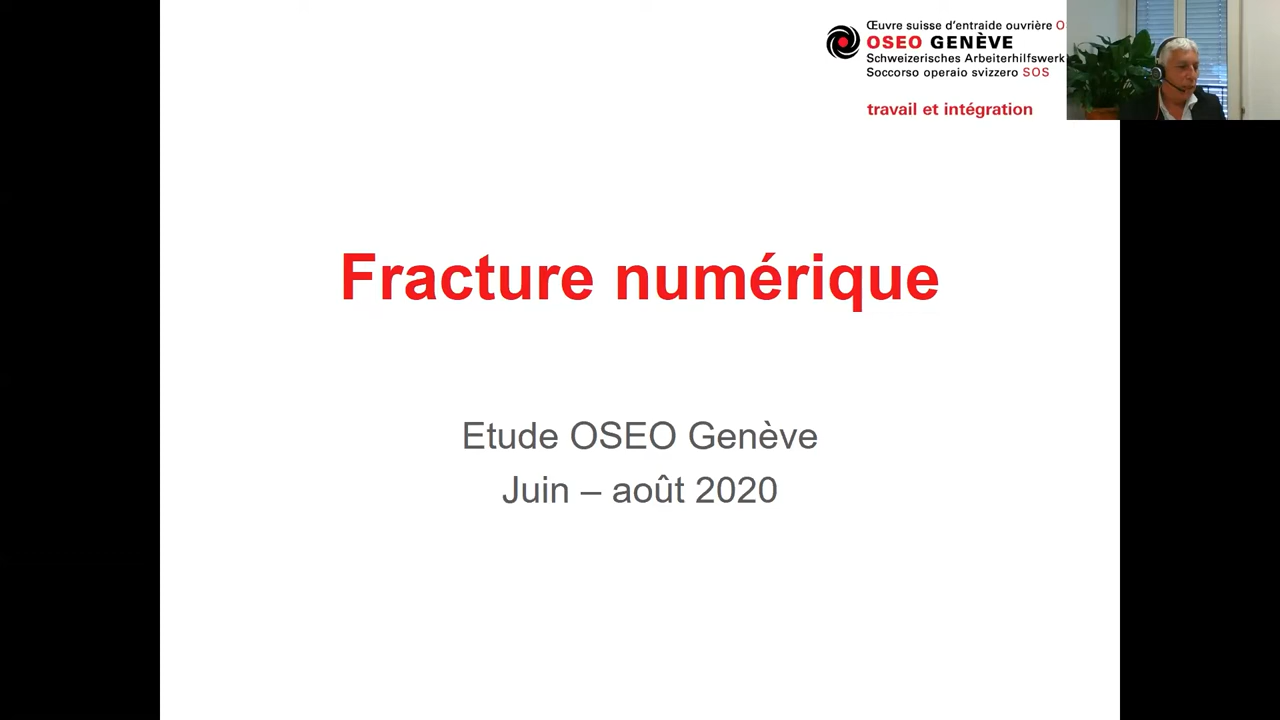 Œuvre suisse d'entraide ouvrière
OSEO GENÈVE
Schweizerisches Arbeiterhilfswerk
Soccorso operaio svizzero SOS
travail et intégration
Fracture numérique
Etude OSEO Genève
Juin – août 2020